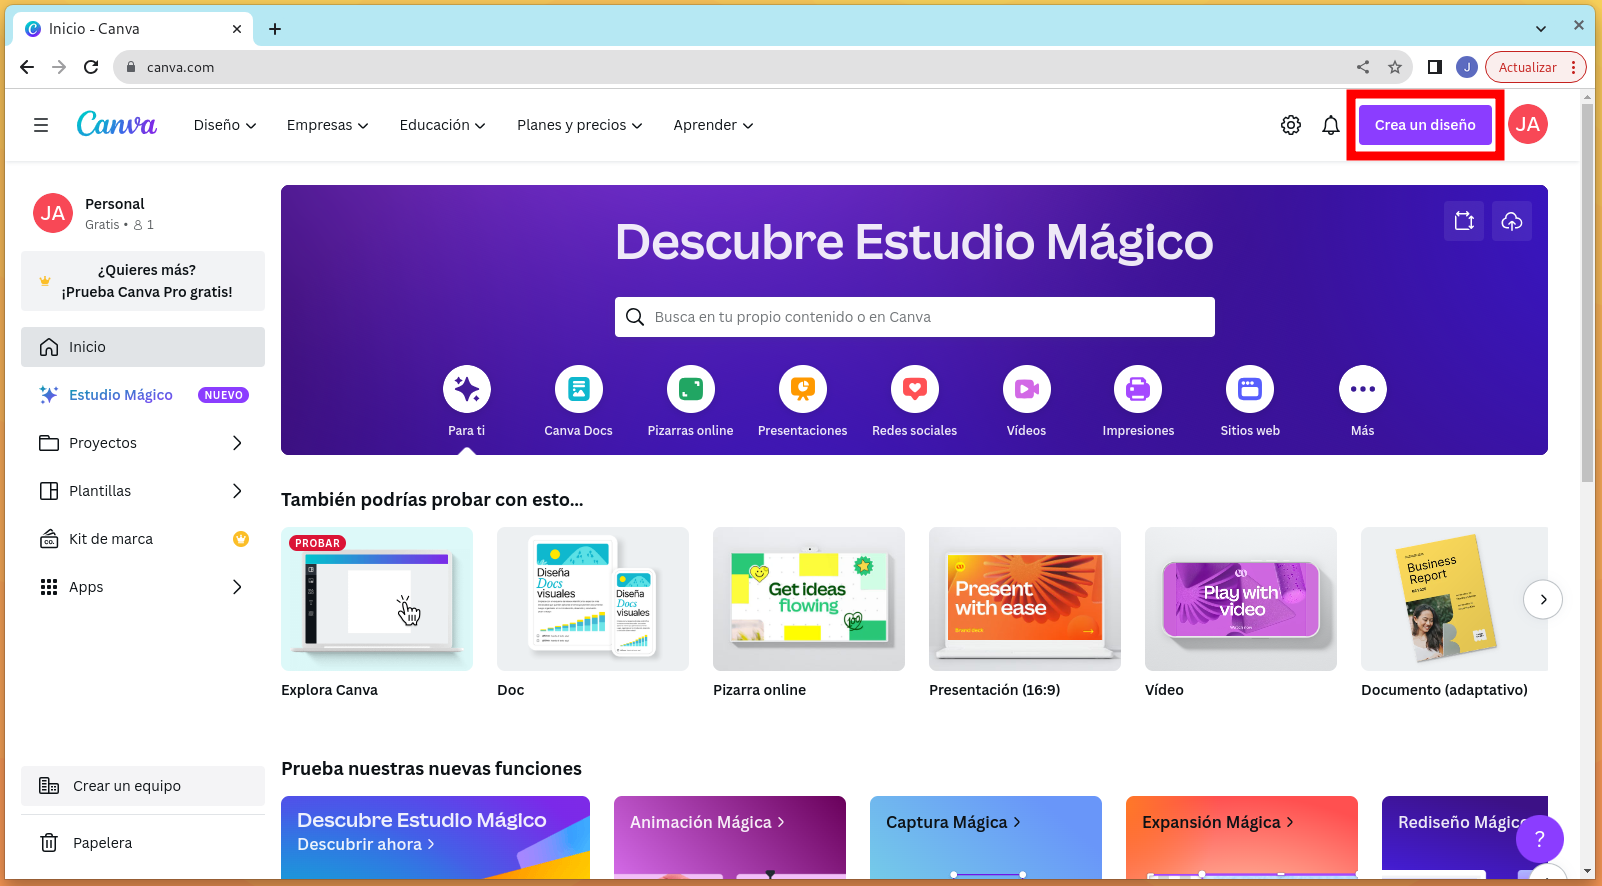 Inicio - Canva
canva.com
J
Actualizar
Canva
Diseño
Empresas
Educación
Planes y precios
Aprender
Crea un diseño
JA
JA
Personal
Gratis • 1
¿Quieres más?
¡Prueba Canva Pro gratis!
Inicio
Estudio Mágico
NUEVO
Proyectos
Plantillas
CO.
Kit de marca
Apps
Crear un equipo
Papelera
Descubre Estudio Mágico
Busca en tu propio contenido o en Canva
Para ti
Canva Docs
Pizarras online
Presentaciones
Redes sociales
Vídeos
Impresiones
Sitios web
Más
También podrías probar con esto...
PROBAR
Explora Canva
Diseña
Docs
visuales
Diseña
Docs
visuales
Doc
Get ideas
flowing
100
Pizarra online
Present
with ease
Brand deck
Presentación (16:9)
Play with
video
Watch now
Vídeo
Business
Report
Documento (adaptativo)
Prueba nuestras nuevas funciones
Descubre Estudio Mágico
Descubrir ahora
Animación Mágica
Captura Mágica
Expansión Mágica
Rediseño Mágico
?